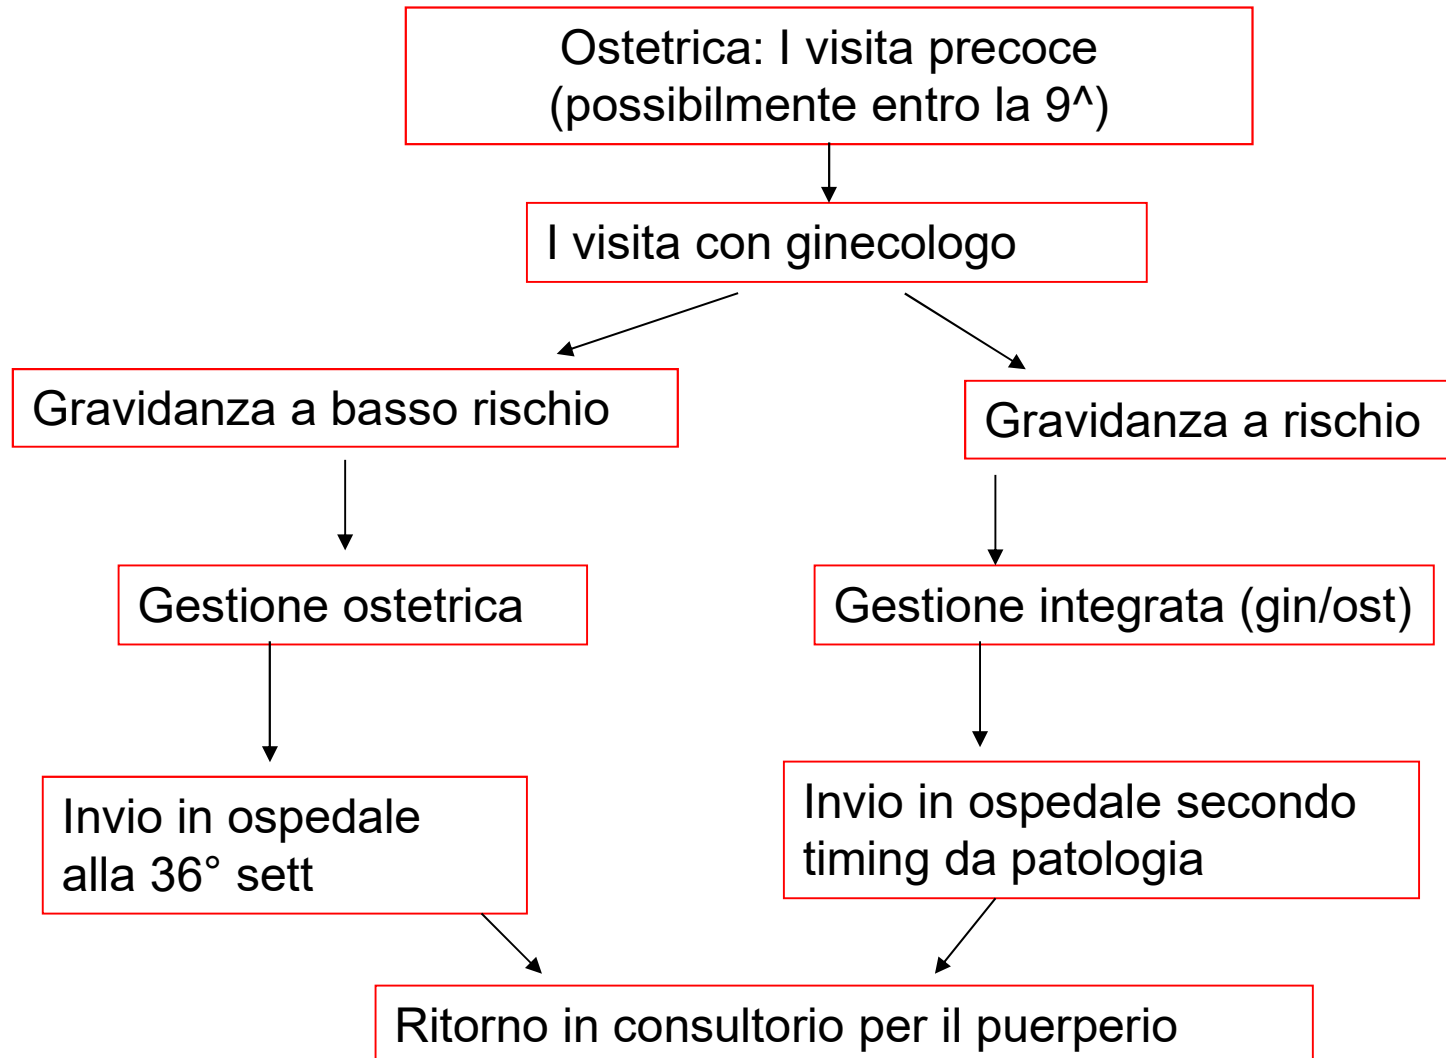 Ostetrica: I visita precoce
(possibilmente entro la 9^)
I visita con ginecologo
Gravidanza a basso rischio
Gravidanza a rischio
Gestione ostetrica
Gestione integrata (gin/ost)
Invio in ospedale
alla 36° sett
Invio in ospedale secondo
timing da patologia
Ritorno in consultorio per il puerperio